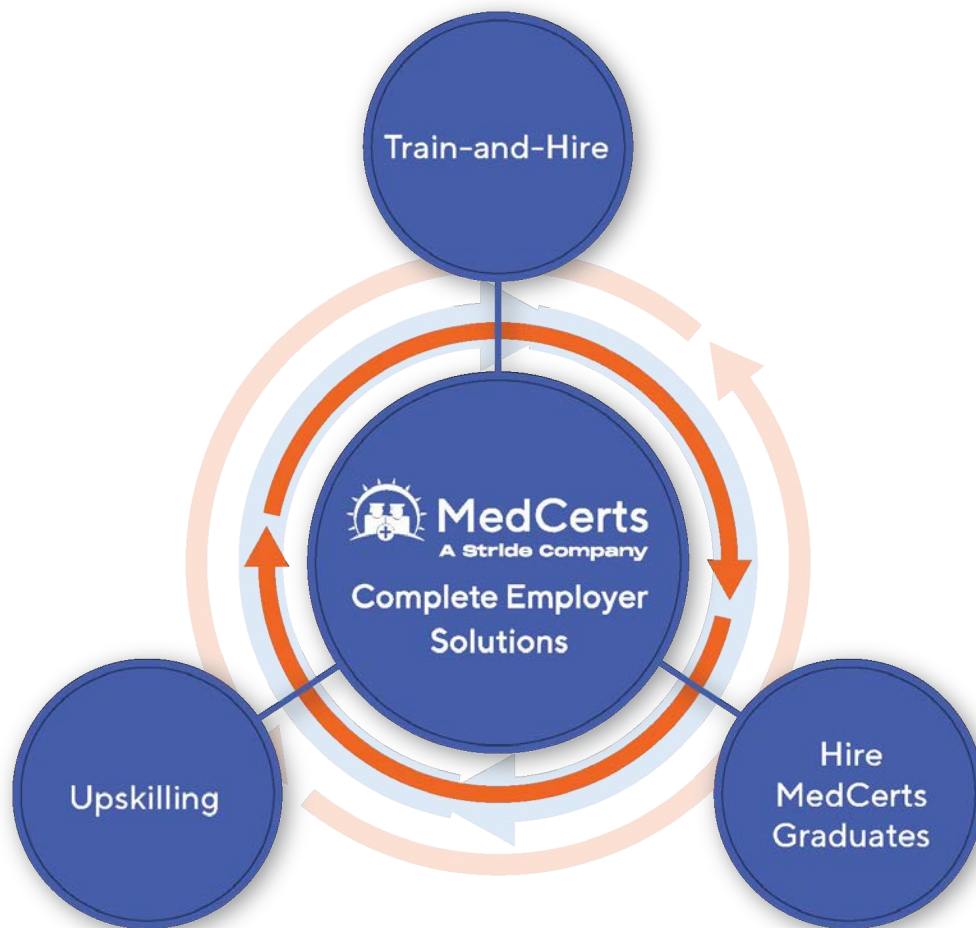 Train-and-Hire
MedCerts
A Stride Company
Complete Employer
Solutions
Upskilling
Hire
MedCerts
Graduates